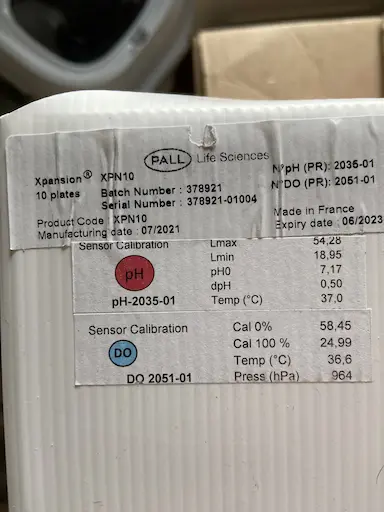 PALL Life Sciences
Xpansion® XPN10
10 plates
Batch Number : 378921
Serial Number : 378921-01004
Product Code : XPN10
Manufacturing date : 07/2021
N°pH (PR): 2035-01
N°DO (PR): 2051-01
Made in France
Expiry date : 06/2023
Sensor Calibration
pH
pH-2035-01
Lmax 54,28
Lmin 18,95
pH0 7,17
dpH 0,50
Temp (°C) 37,0
Sensor Calibration
DO
DO 2051-01
Cal 0% 58,45
Cal 100 % 24,99
Temp (°C) 36,6
Press (hPa) 964